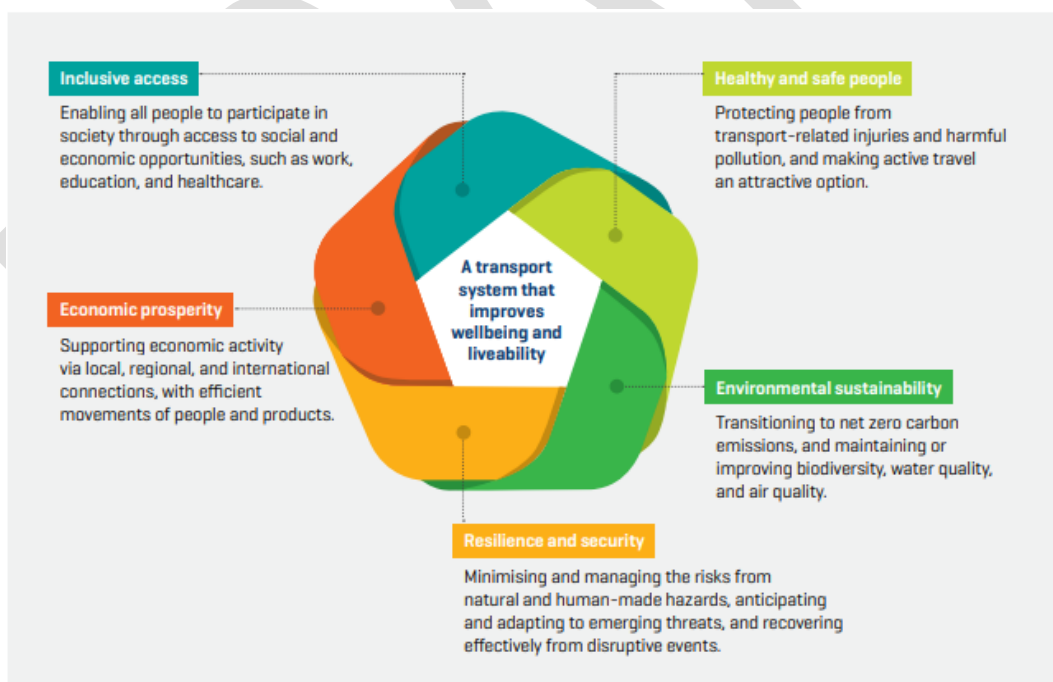 Inclusive access
Enabling all people to participate in
society through access to social and
economic opportunities, such as work,
education, and healthcare.
Healthy and safe people
Protecting people from
transport-related injuries and harmful
pollution, and making active travel
an attractive option.
A transport
system that
improves
wellbeing and
liveability
Economic prosperity
Supporting economic activity
via local, regional, and international
connections, with efficient
movements of people and products.
Environmental sustainability
Transitioning to net zero carbon
emissions, and maintaining or
improving biodiversity, water quality,
and air quality.
Resilience and security
Minimising and managing the risks from
natural and human-made hazards, anticipating
and adapting to emerging threats, and recovering
effectively from disruptive events.